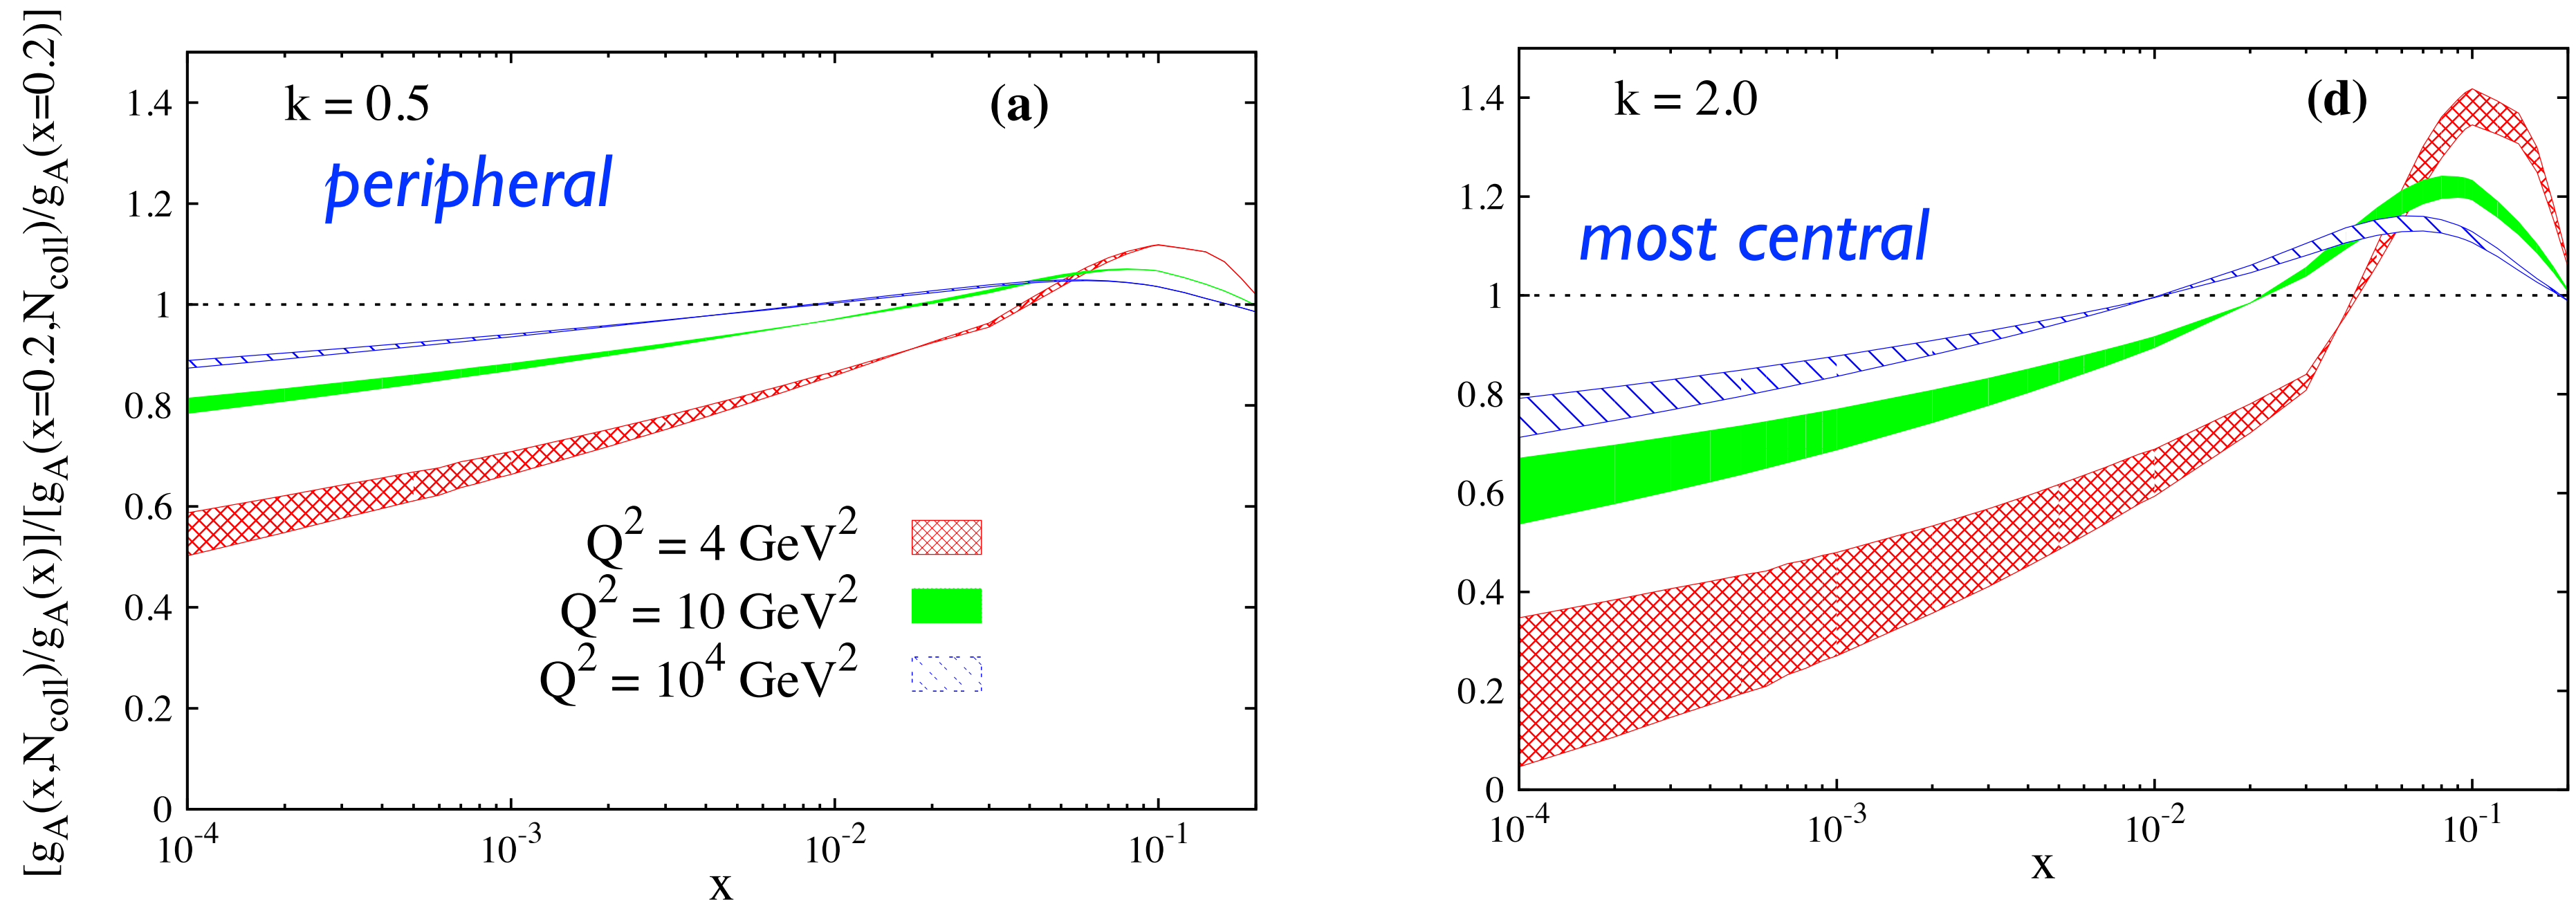 [g_A(x,N_coll)/g_A(x)]/[g_A(x=0.2,N_coll)/g_A(x=0.2)]
k = 0.5
(a)
peripheral
1.4
1.2
1
0.8
0.6
0.4
0.2
0
Q^2 = 4 GeV^2
Q^2 = 10 GeV^2
Q^2 = 10^4 GeV^2
10^-4
10^-3
10^-2
10^-1
x
k = 2.0
(d)
most central
1.4
1.2
1
0.8
0.6
0.4
0.2
0
10^-4
10^-3
10^-2
10^-1
x